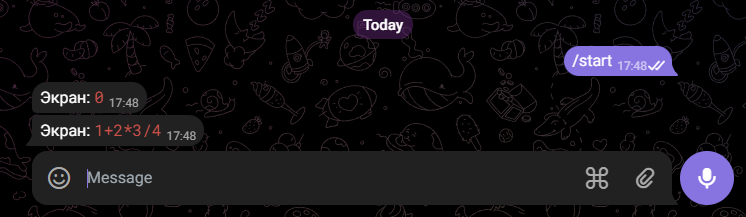 Today
/start 17:48
Экран: 0 17:48
Экран: 1+2*3/4 17:48
Message